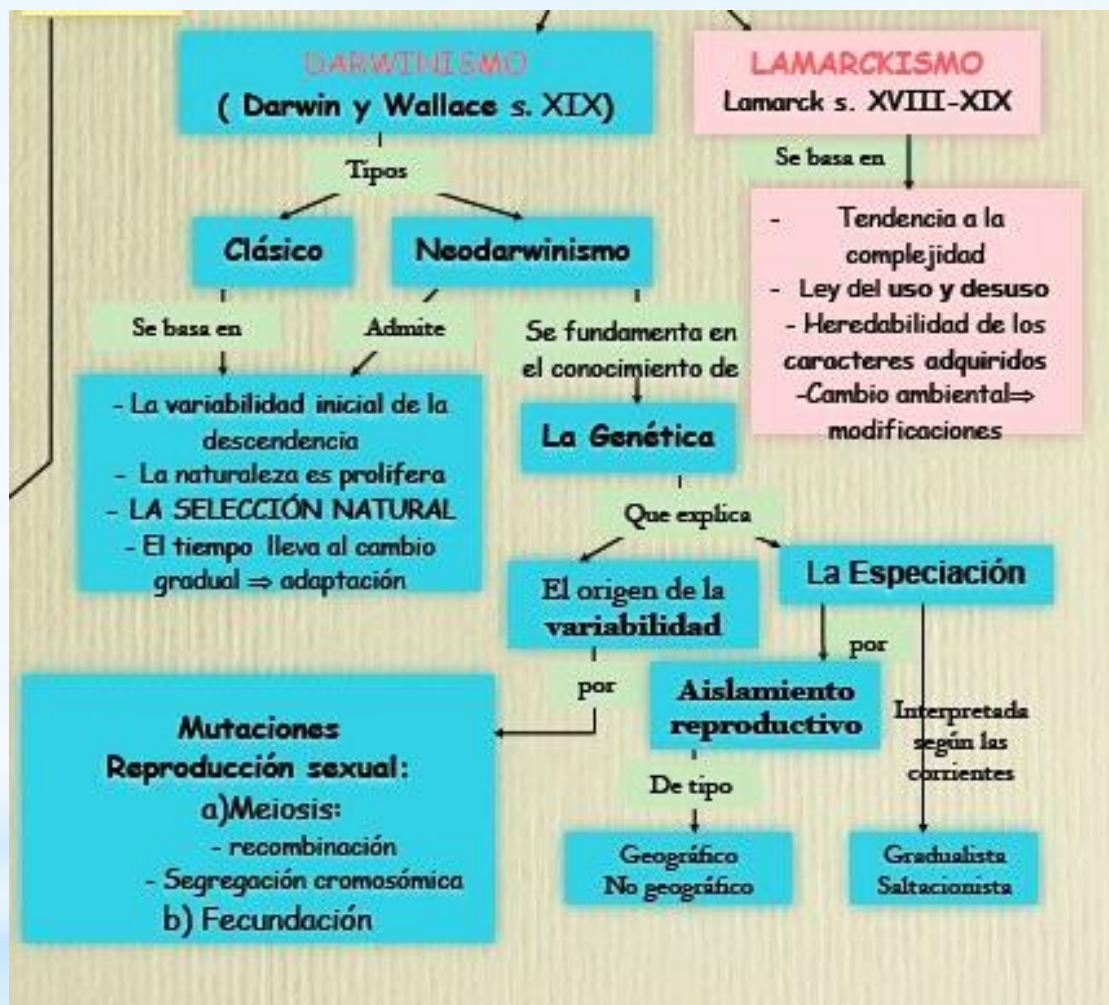 DARWINISMO
( Darwin y Wallace s. XIX)
LAMARCKISMO
Lamarck s. XVIII-XIX
Tipos
Se basa en
Clásico
Neodarwinismo
- Tendencia a la
complejidad
- Ley del uso y desuso
- Heredabilidad de los
caracteres adquiridos
-Cambio ambiental⇒
modificaciones
Se basa en
Admite
Se fundamenta en
el conocimiento de
- La variabilidad inicial de la
descendencia
- La naturaleza es prolifera
- LA SELECCIÓN NATURAL
- El tiempo lleva al cambio
gradual ⇒ adaptación
La Genética
Que explica
El origen de la
variabilidad
La Especiación
por
por
Mutaciones
Reproducción sexual:
a)Meiosis:
- recombinación
- Segregación cromosómica
b) Fecundación
Aislamiento
reproductivo
Interpretada
según las
corrientes
De tipo
Geográfico
No geográfico
Gradualista
Saltacionista